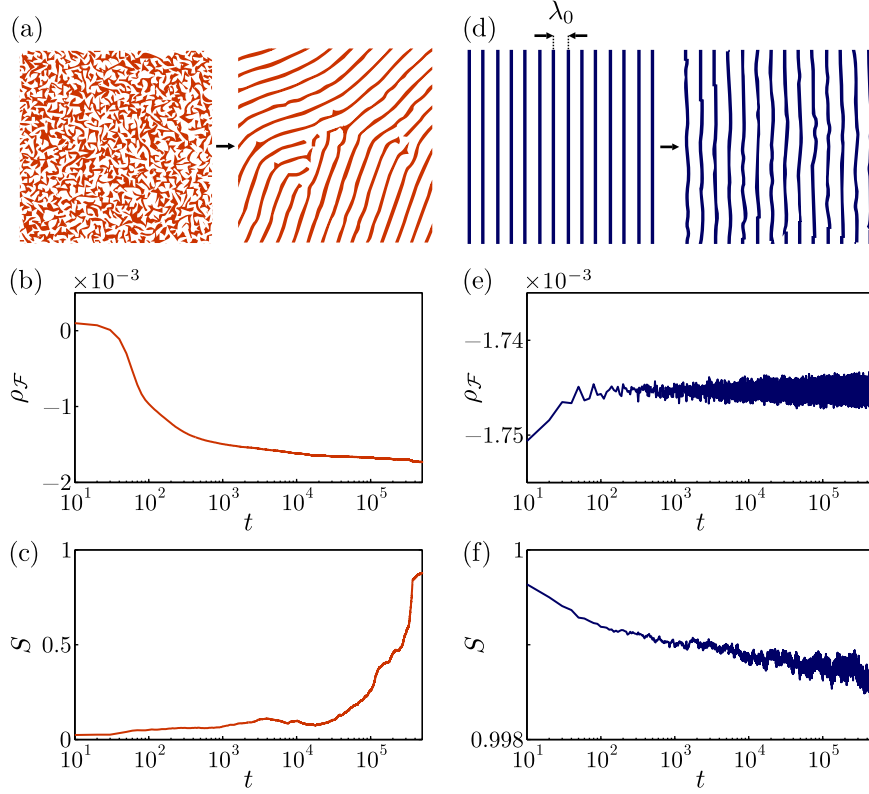 (a)
(d)
λ₀
(b)
×10⁻³
0
−1
−2
ρ_ℱ
10¹ 10² 10³ 10⁴ 10⁵
t
(e)
×10⁻³
−1.74
−1.75
ρ_ℱ
10¹ 10² 10³ 10⁴ 10⁵
t
(c)
1
0.5
0
S
10¹ 10² 10³ 10⁴ 10⁵
t
(f)
1
0.998
S
10¹ 10² 10³ 10⁴ 10⁵
t